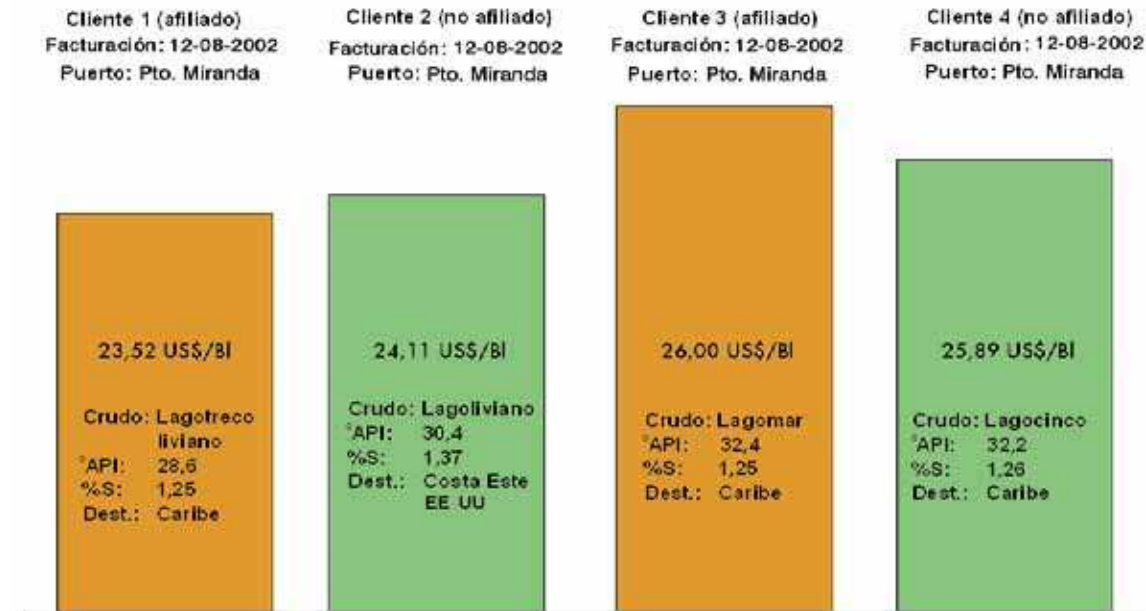 Cliente 1 (afiliado)
Facturación: 12-08-2002
Puerto: Pto. Miranda
Cliente 2 (no afiliado)
Facturación: 12-08-2002
Puerto: Pto. Miranda
Cliente 3 (afiliado)
Facturación: 12-08-2002
Puerto: Pto. Miranda
Cliente 4 (no afiliado)
Facturación: 12-08-2002
Puerto: Pto. Miranda
23,52 US$/Bl
Crudo: Lagotreco
liviano
°API: 28,6
%S: 1,25
Dest.: Caribe
24,11 US$/Bl
Crudo: Lagoliviano
°API: 30,4
%S: 1,37
Dest.: Costa Este
EE UU
26,00 US$/Bl
Crudo: Lagomar
°API: 32,4
%S: 1,25
Dest.: Caribe
25,89 US$/Bl
Crudo: Lagocinco
°API: 32,2
%S: 1,26
Dest.: Caribe